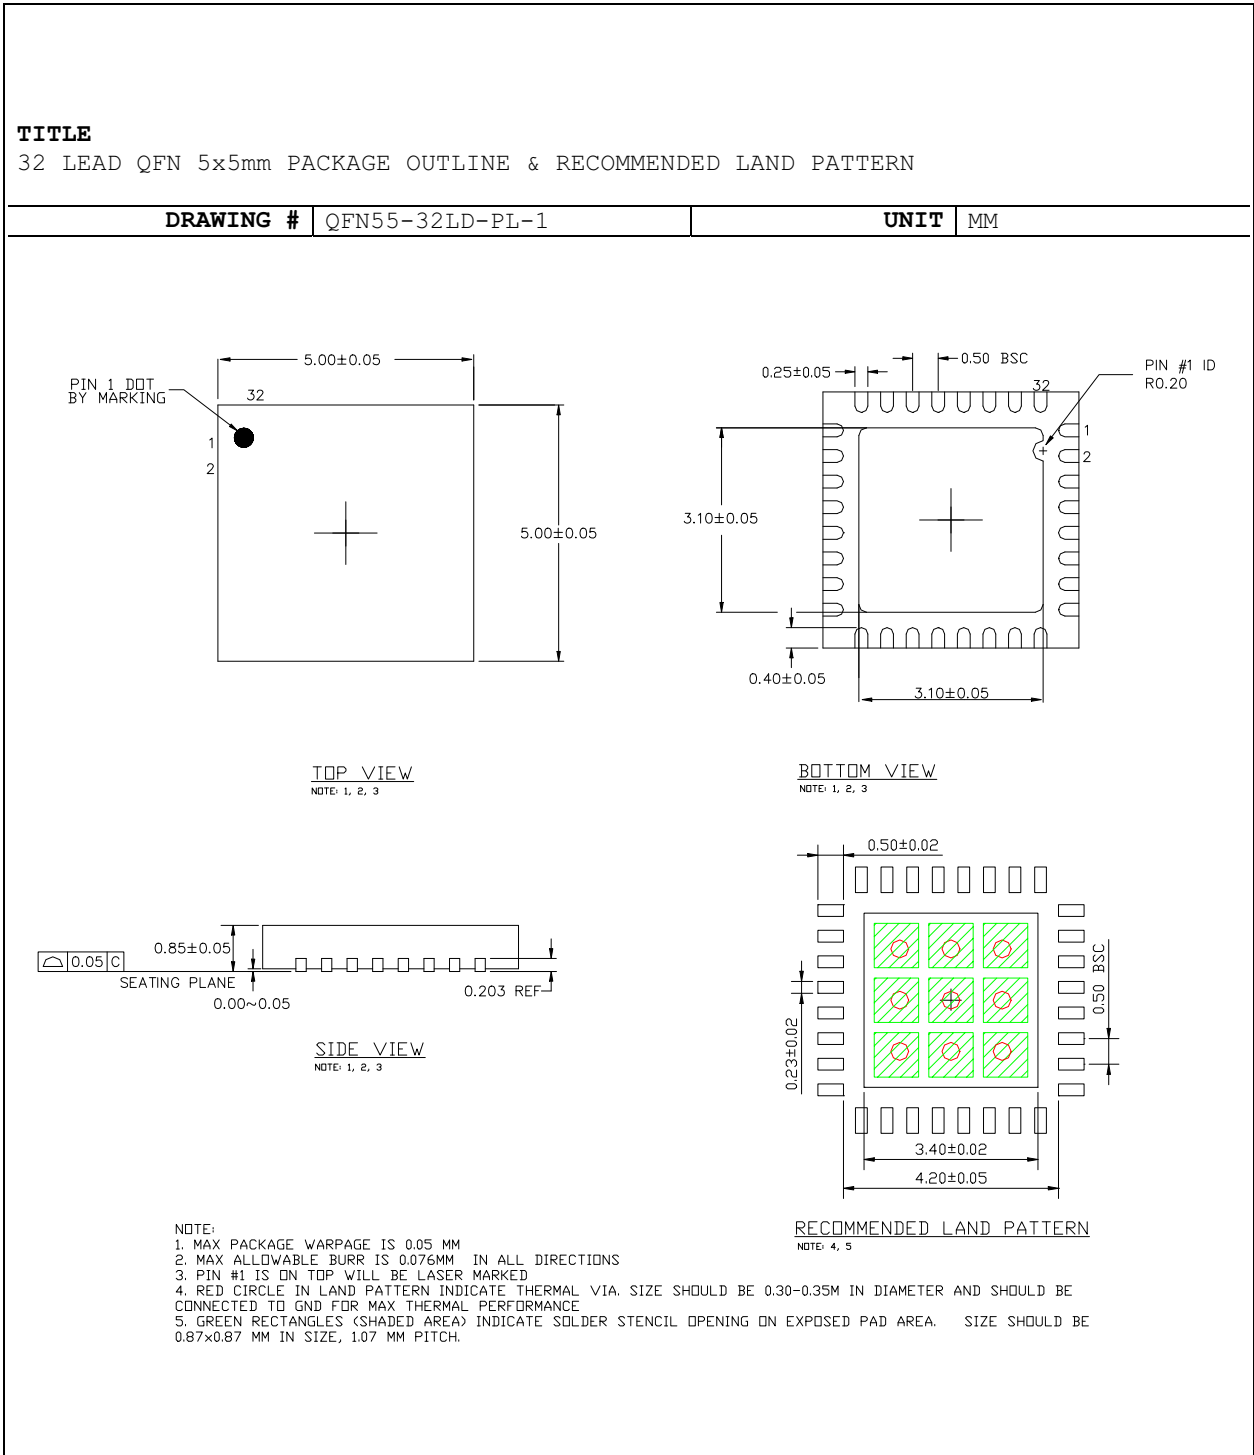 TITLE
32 LEAD QFN 5x5mm PACKAGE OUTLINE & RECOMMENDED LAND PATTERN
DRAWING # QFN55-32LD-PL-1 UNIT MM
5.00±0.05
PIN 1 DOT
BY MARKING
32
1
2
5.00±0.05
TOP VIEW
NOTE: 1, 2, 3
0.50 BSC
0.25±0.05
32
PIN #1 ID
R0.20
1
2
3.10±0.05
0.40±0.05
3.10±0.05
BOTTOM VIEW
NOTE: 1, 2, 3
0.85±0.05
0.05 C
SEATING PLANE
0.00~0.05
0.203 REF
SIDE VIEW
NOTE: 1, 2, 3
0.50±0.02
0.50 BSC
0.23±0.02
3.40±0.02
4.20±0.05
RECOMMENDED LAND PATTERN
NOTE: 4, 5
NOTE:
1. MAX PACKAGE WARPAGE IS 0.05 MM
2. MAX ALLOWABLE BURR IS 0.076MM IN ALL DIRECTIONS
3. PIN #1 IS ON TOP WILL BE LASER MARKED
4. RED CIRCLE IN LAND PATTERN INDICATE THERMAL VIA. SIZE SHOULD BE 0.30-0.35M IN DIAMETER AND SHOULD BE
CONNECTED TO GND FOR MAX THERMAL PERFORMANCE
5. GREEN RECTANGLES (SHADED AREA) INDICATE SOLDER STENCIL OPENING ON EXPOSED PAD AREA. SIZE SHOULD BE
0.87x0.87 MM IN SIZE, 1.07 MM PITCH.